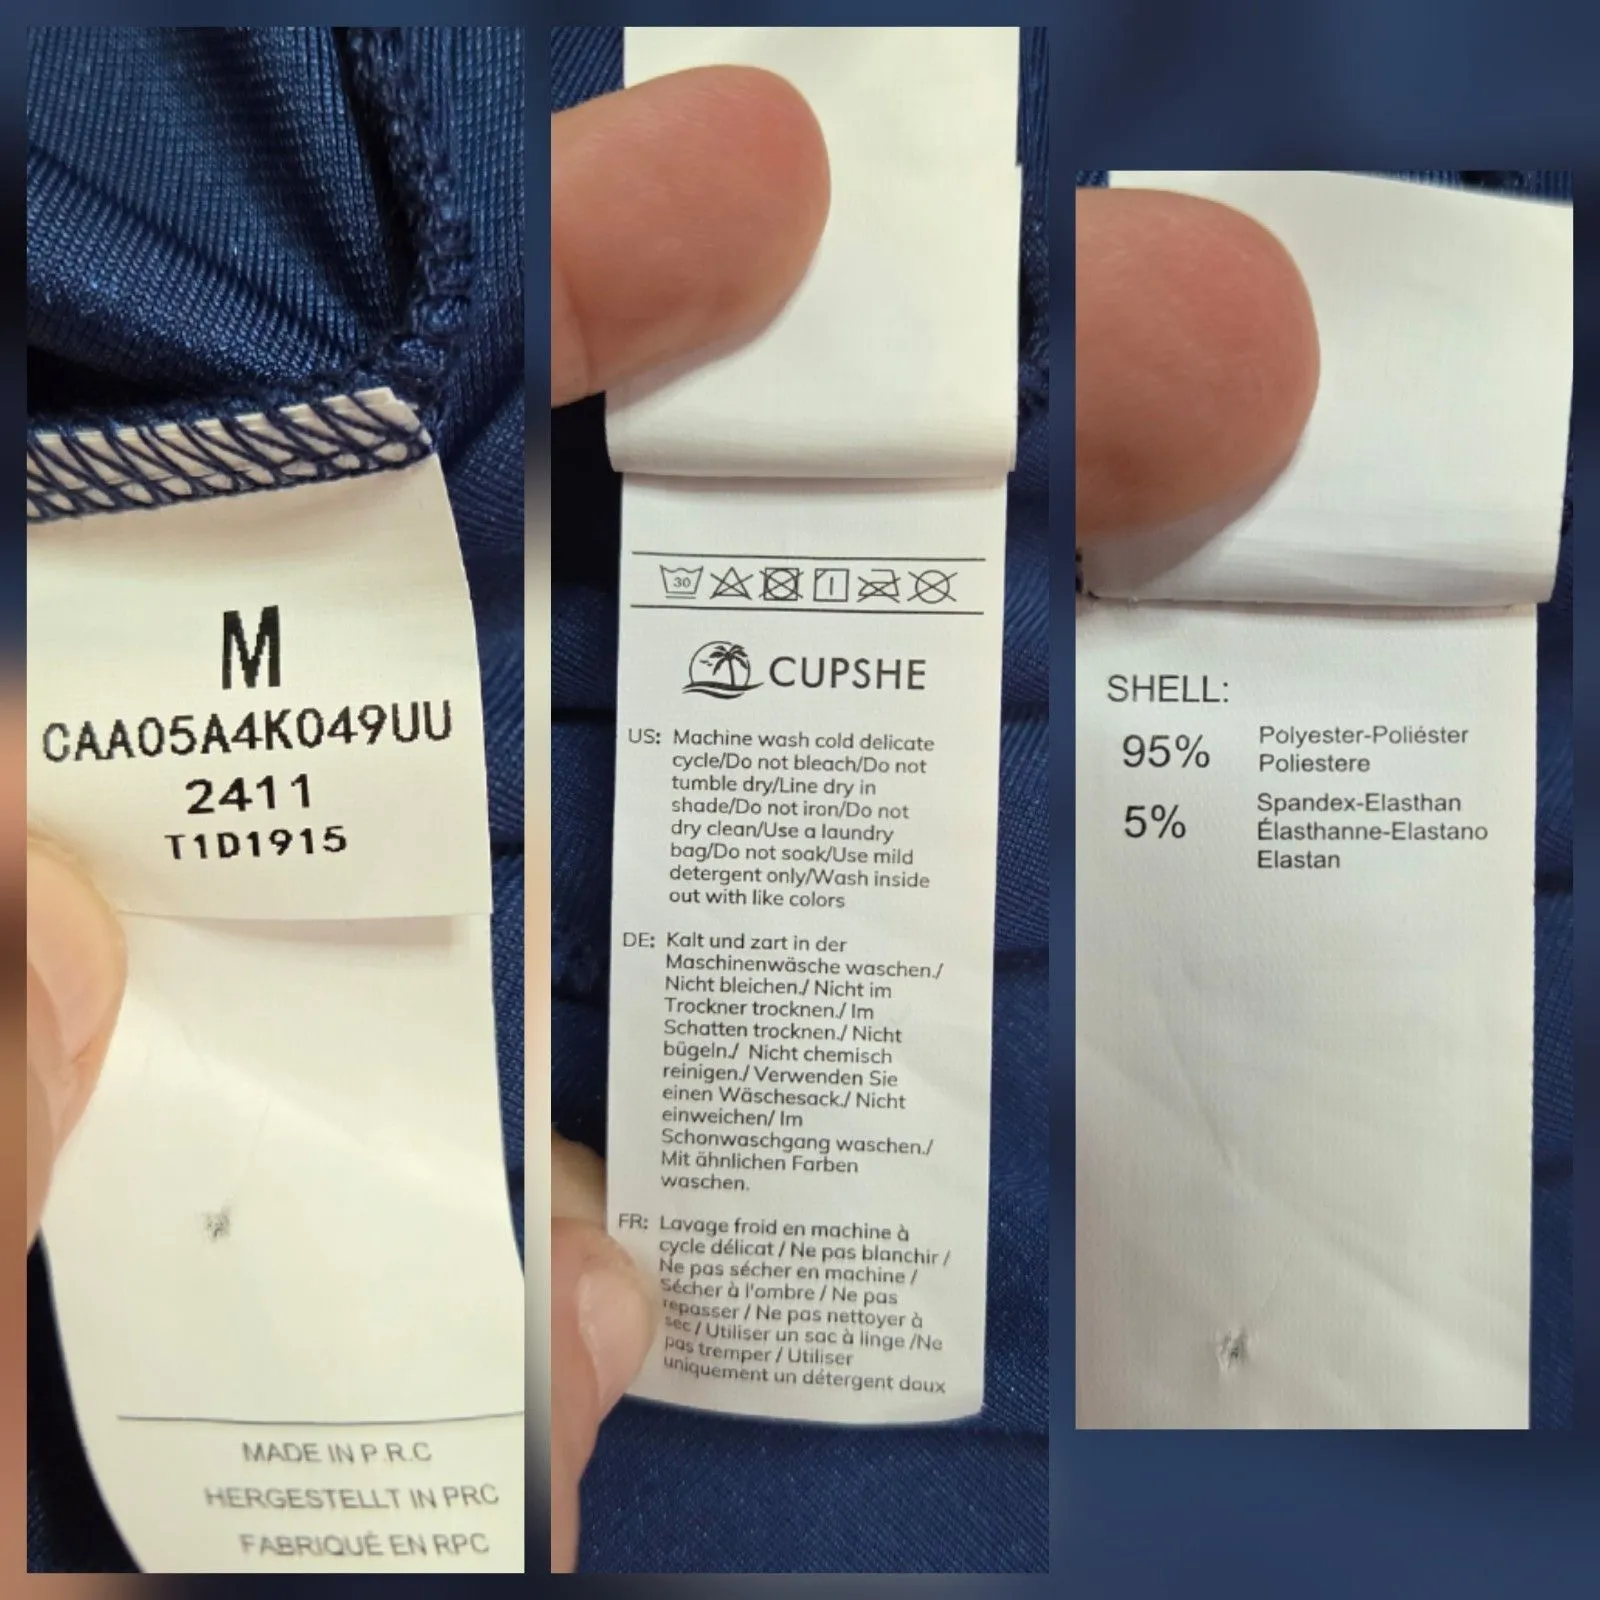 M
CAA05A4K049UU
2411
T1D1915
MADE IN P.R.C
HERGESTELLT IN PRC
FABRIQUÉ EN RPC
30
CUPSHE
US: Machine wash cold delicate
cycle/Do not bleach/Do not
tumble dry/Line dry in
shade/Do not iron/Do not
dry clean/Use a laundry
bag/Do not soak/Use mild
detergent only/Wash inside
out with like colors
DE: Kalt und zart in der
Maschinenwäsche waschen./
Nicht bleichen./ Nicht im
Trockner trocknen./ Im
Schatten trocknen./ Nicht
bügeln./ Nicht chemisch
reinigen./ Verwenden Sie
einen Wäschesack./ Nicht
einweichen/ Im
Schonwaschgang waschen./
Mit ähnlichen Farben
waschen.
FR: Lavage froid en machine à
cycle délicat / Ne pas blanchir /
Ne pas sécher en machine /
Sécher à l'ombre / Ne pas
repasser / Ne pas nettoyer à
sec / Utiliser un sac à linge /Ne
pas tremper / Utiliser
uniquement un détergent doux
SHELL:
95% Polyester-Poliéster
Poliestere
5% Spandex-Elasthan
Élasthanne-Elastano
Elastan